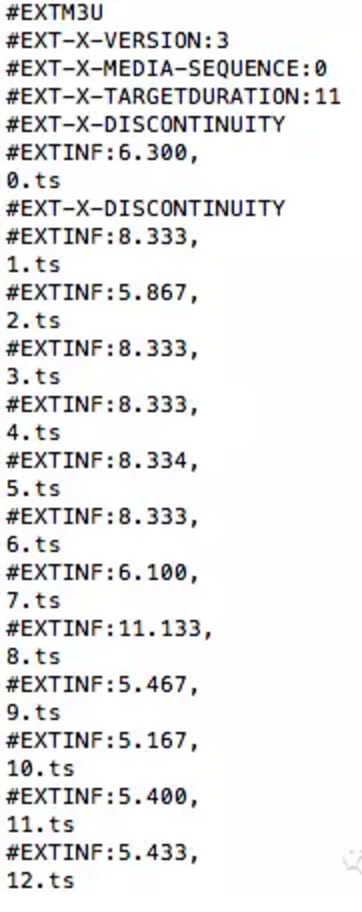 #EXTM3U
#EXT-X-VERSION:3
#EXT-X-MEDIA-SEQUENCE:0
#EXT-X-TARGETDURATION:11
#EXT-X-DISCONTINUITY
#EXTINF:6.300,
0.ts
#EXT-X-DISCONTINUITY
#EXTINF:8.333,
1.ts
#EXTINF:5.867,
2.ts
#EXTINF:8.333,
3.ts
#EXTINF:8.333,
4.ts
#EXTINF:8.334,
5.ts
#EXTINF:8.333,
6.ts
#EXTINF:6.100,
7.ts
#EXTINF:11.133,
8.ts
#EXTINF:5.467,
9.ts
#EXTINF:5.167,
10.ts
#EXTINF:5.400,
11.ts
#EXTINF:5.433,
12.ts